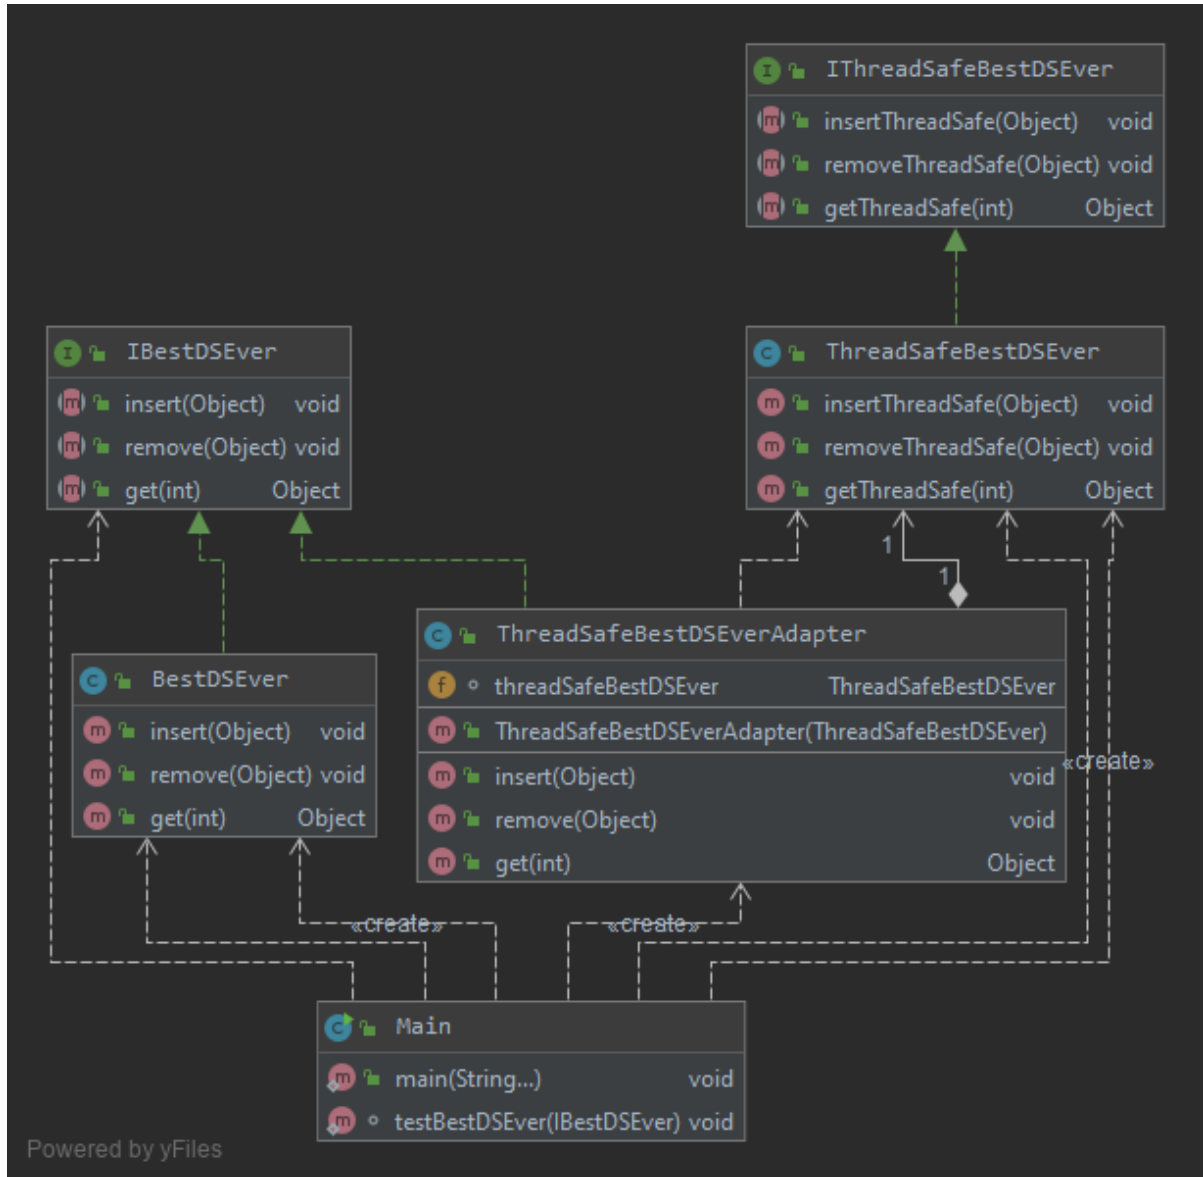 IThreadSafeBestDSEver
insertThreadSafe(Object) void
removeThreadSafe(Object) void
getThreadSafe(int) Object
IBestDSEver
insert(Object) void
remove(Object) void
get(int) Object
ThreadSafeBestDSEver
insertThreadSafe(Object) void
removeThreadSafe(Object) void
getThreadSafe(int) Object
1
1
ThreadSafeBestDSEverAdapter
threadSafeBestDSEver ThreadSafeBestDSEver
ThreadSafeBestDSEverAdapter(ThreadSafeBestDSEver)
insert(Object) void
remove(Object) void
get(int) Object
«create»
BestDSEver
insert(Object) void
remove(Object) void
get(int) Object
«create»
«create»
Main
main(String...) void
testBestDSEver(IBestDSEver) void
Powered by yFiles